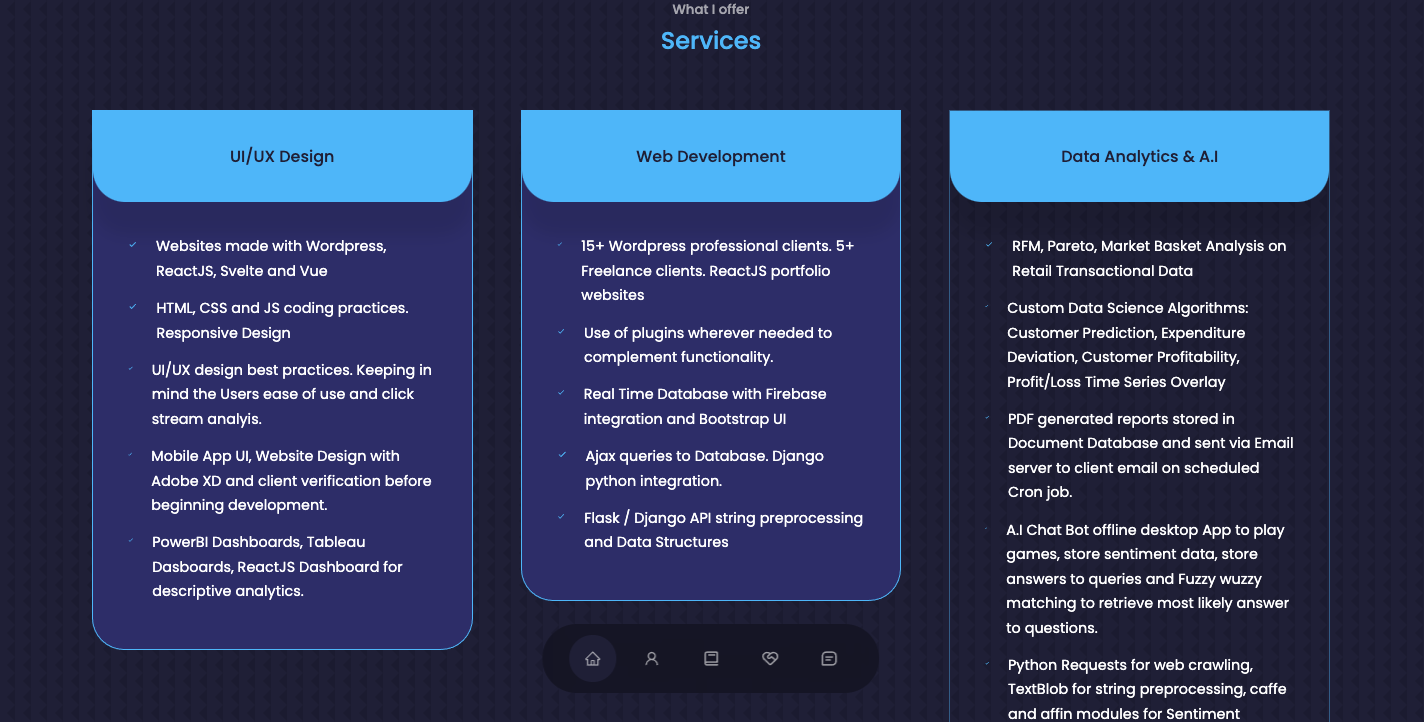 What I offer
Services
UI/UX Design
Websites made with Wordpress,
ReactJS, Svelte and Vue
HTML, CSS and JS coding practices.
Responsive Design
UI/UX design best practices. Keeping in
mind the Users ease of use and click
stream analyis.
Mobile App UI, Website Design with
Adobe XD and client verification before
beginning development.
PowerBI Dashboards, Tableau
Dasboards, ReactJS Dashboard for
descriptive analytics.
Web Development
15+ Wordpress professional clients. 5+
Freelance clients. ReactJS portfolio
websites
Use of plugins wherever needed to
complement functionality.
Real Time Database with Firebase
integration and Bootstrap UI
Ajax queries to Database. Django
python integration.
Flask / Django API string preprocessing
and Data Structures
Data Analytics & A.I
RFM, Pareto, Market Basket Analysis on
Retail Transactional Data
Custom Data Science Algorithms:
Customer Prediction, Expenditure
Deviation, Customer Profitability,
Profit/Loss Time Series Overlay
PDF generated reports stored in
Document Database and sent via Email
server to client email on scheduled
Cron job.
A.I Chat Bot offline desktop App to play
games, store sentiment data, store
answers to queries and Fuzzy wuzzy
matching to retrieve most likely answer
to questions.
Python Requests for web crawling,
TextBlob for string preprocessing, caffe
and affin modules for Sentiment